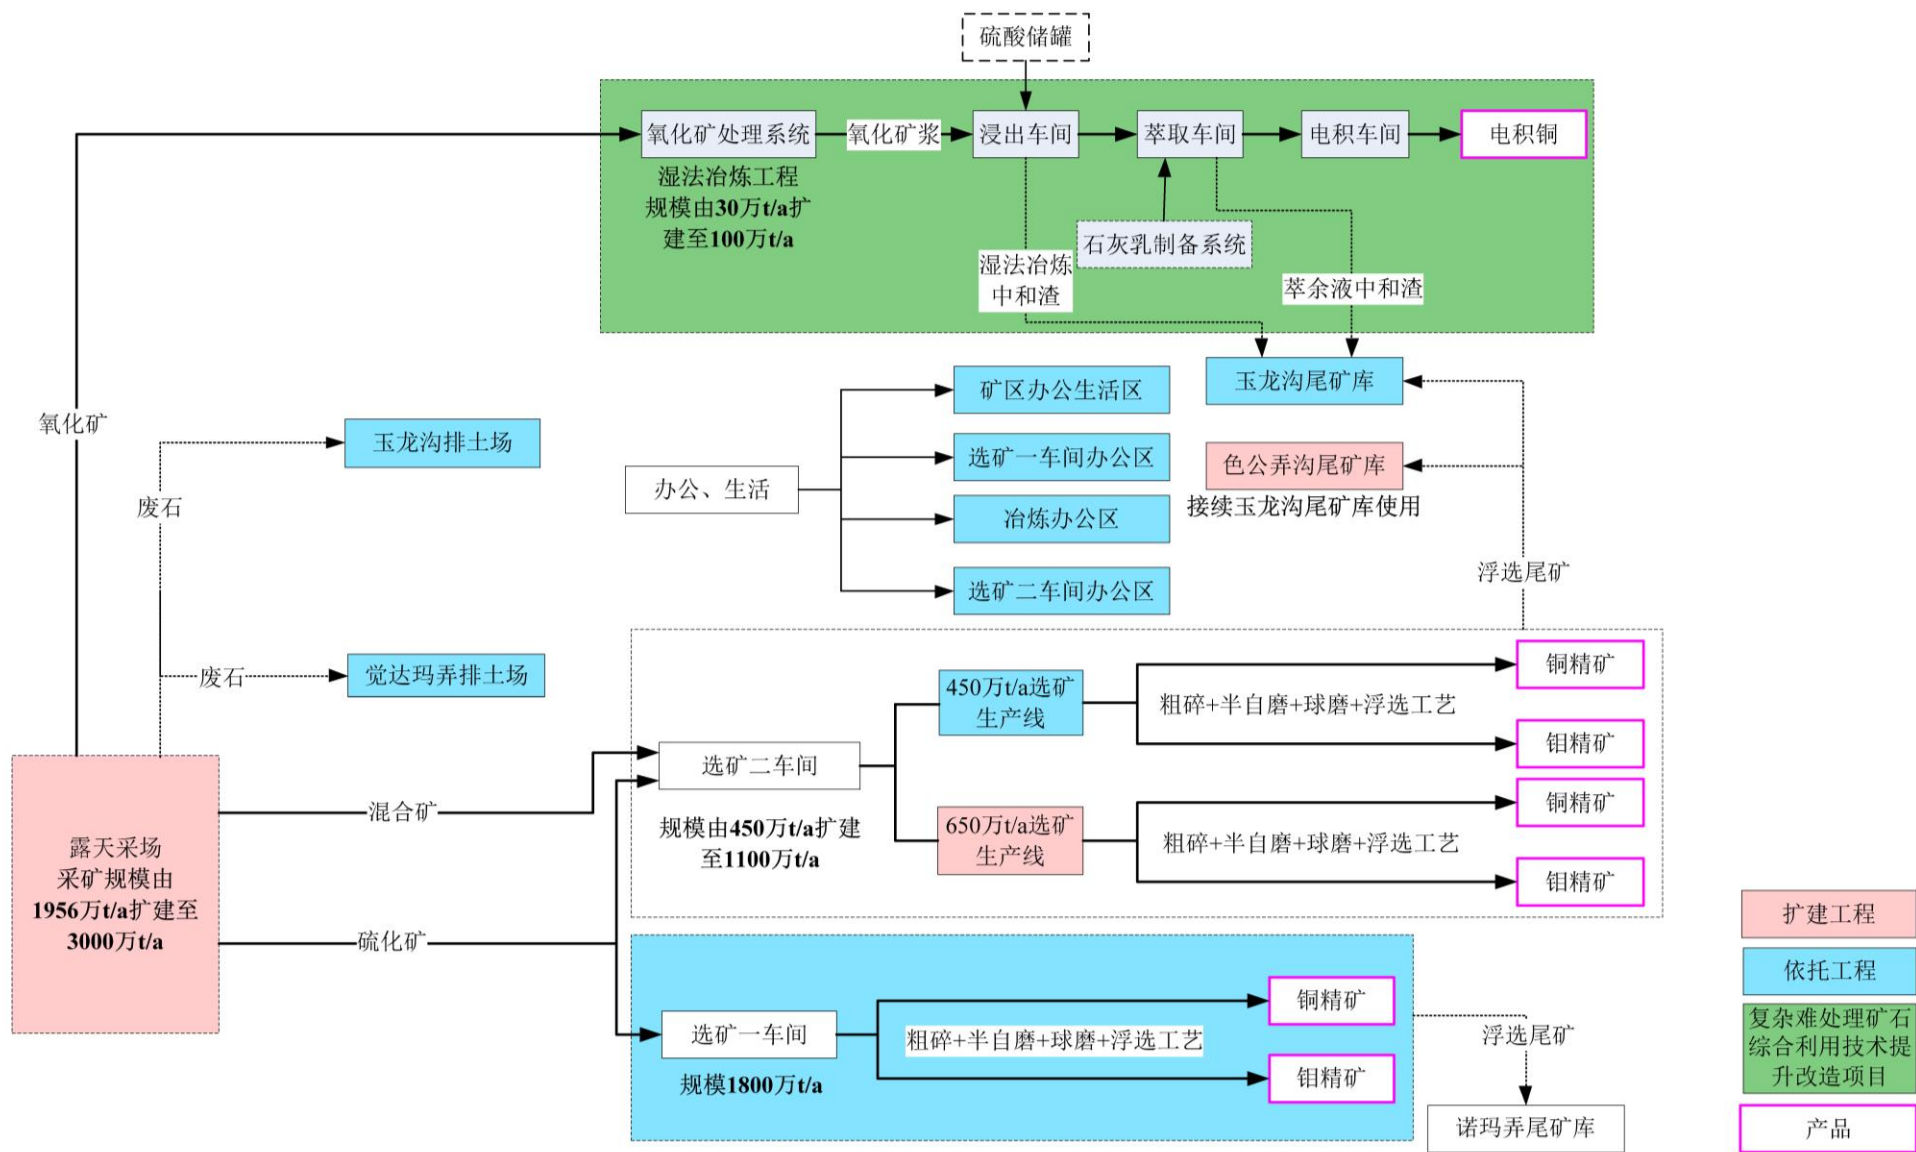 硫酸储罐
氧化矿处理系统
氧化矿浆
浸出车间
萃取车间
电积车间
电积铜
湿法冶炼工程
规模由30万t/a扩
建至100万t/a
石灰乳制备系统
湿法冶炼
中和渣
萃余液中和渣
氧化矿
玉龙沟排土场
废石
废石
觉达玛弄排土场
办公、生活
矿区办公生活区
选矿一车间办公区
冶炼办公区
选矿二车间办公区
玉龙沟尾矿库
色公弄沟尾矿库
接续玉龙沟尾矿库使用
浮选尾矿
露天采场
采矿规模由
1956万t/a扩建至
3000万t/a
混合矿
硫化矿
选矿二车间
规模由450万t/a扩建
至1100万t/a
450万t/a选矿
生产线
粗碎+半自磨+球磨+浮选工艺
铜精矿
钼精矿
650万t/a选矿
生产线
粗碎+半自磨+球磨+浮选工艺
铜精矿
钼精矿
选矿一车间
规模1800万t/a
粗碎+半自磨+球磨+浮选工艺
铜精矿
钼精矿
浮选尾矿
诺玛弄尾矿库
扩建工程
依托工程
复杂难处理矿石
综合利用技术提
升改造项目
产品